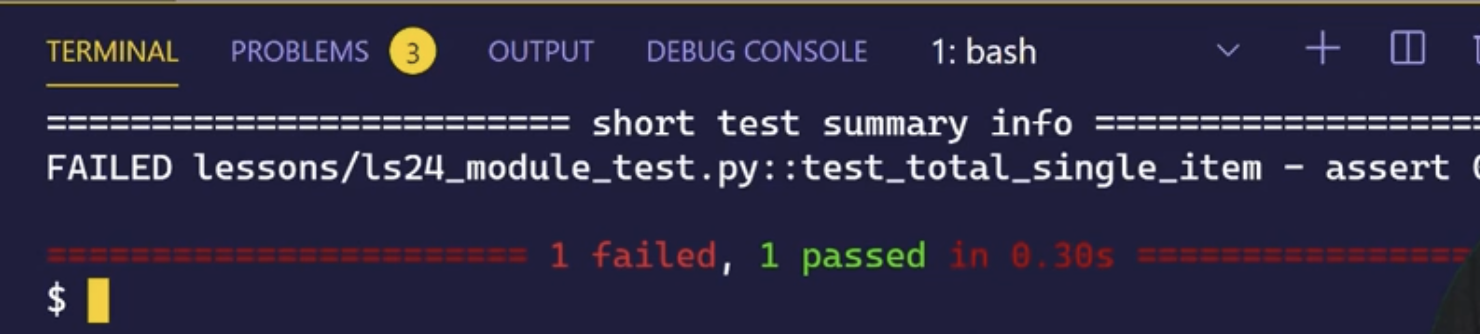 TERMINAL PROBLEMS 3 OUTPUT DEBUG CONSOLE 1: bash
========================= short test summary info ===================
FAILED lessons/ls24_module_test.py::test_total_single_item - assert
======================= 1 failed, 1 passed in 0.30s ================
$